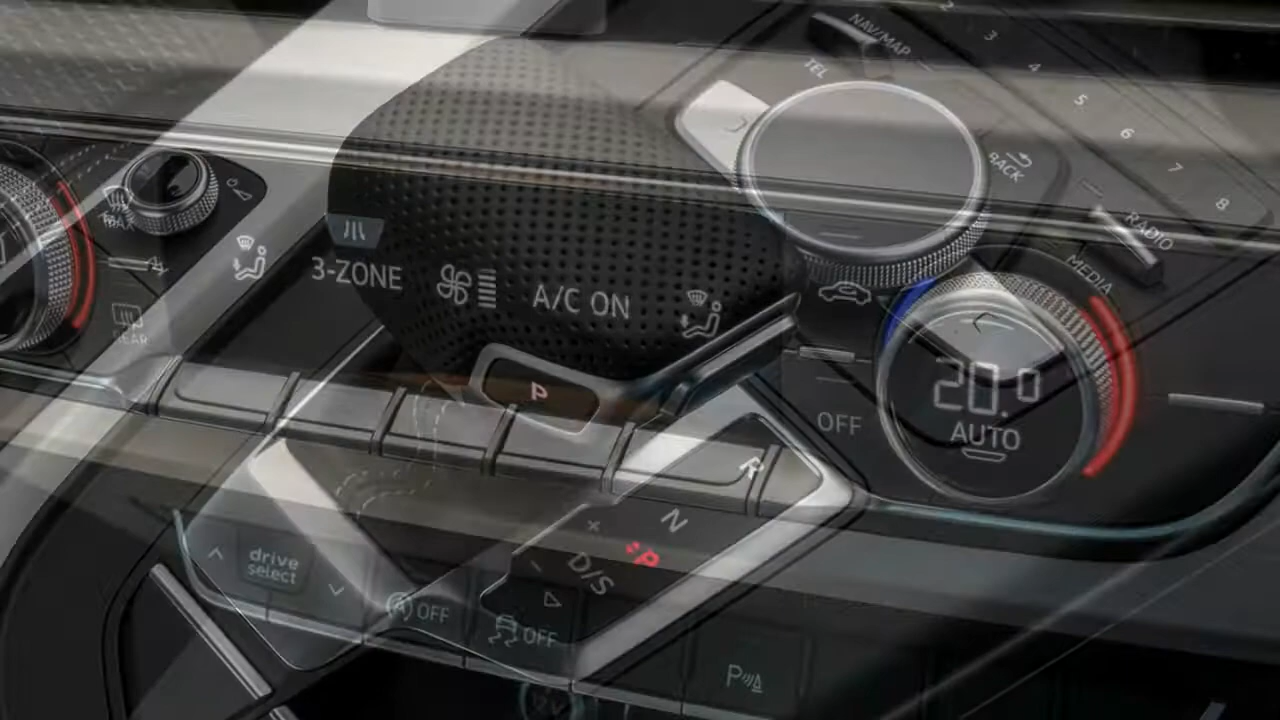 NAV/MAP
TEL
2
3
4
5
6
7
8
BACK
RADIO
MEDIA
MAX
3-ZONE
A/C ON
REAR
P
20.0
AUTO
OFF
R
N
D/S
P
drive
select
A OFF
OFF
P